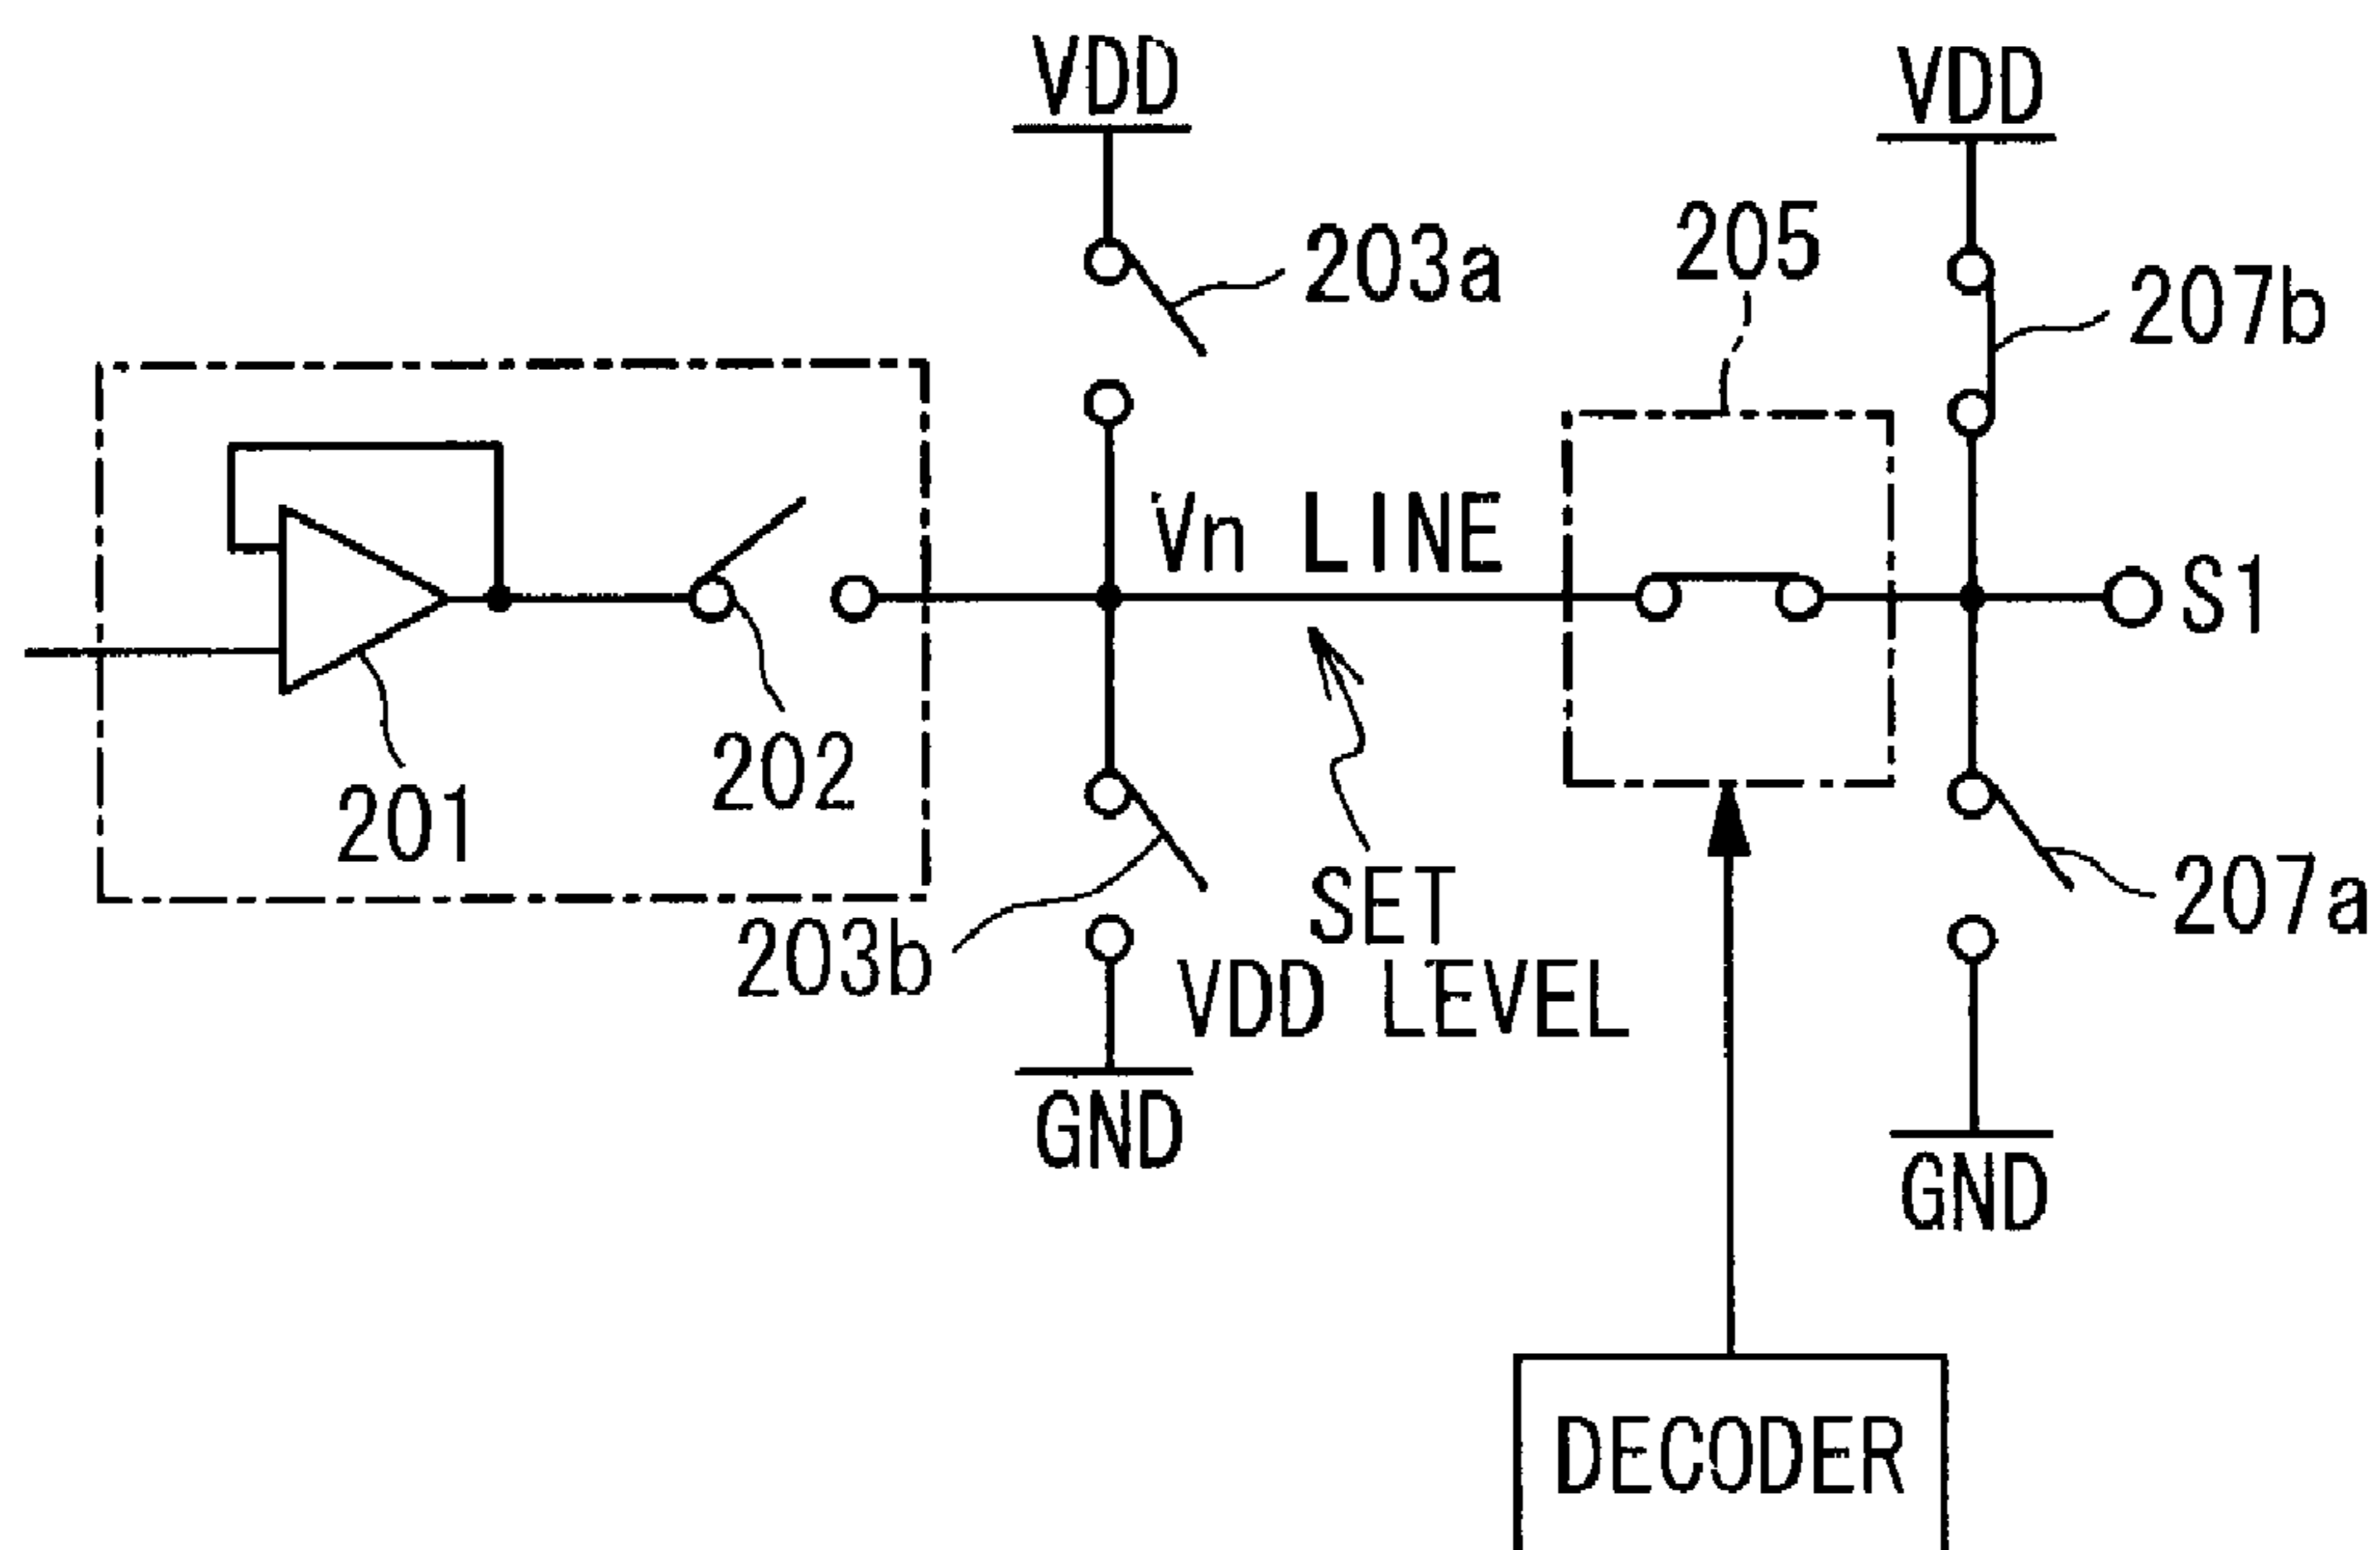 VDD
VDD
203a
205
207b
Vn LINE
S1
201
202
203b
SET
VDD LEVEL
207a
GND
GND
DECODER